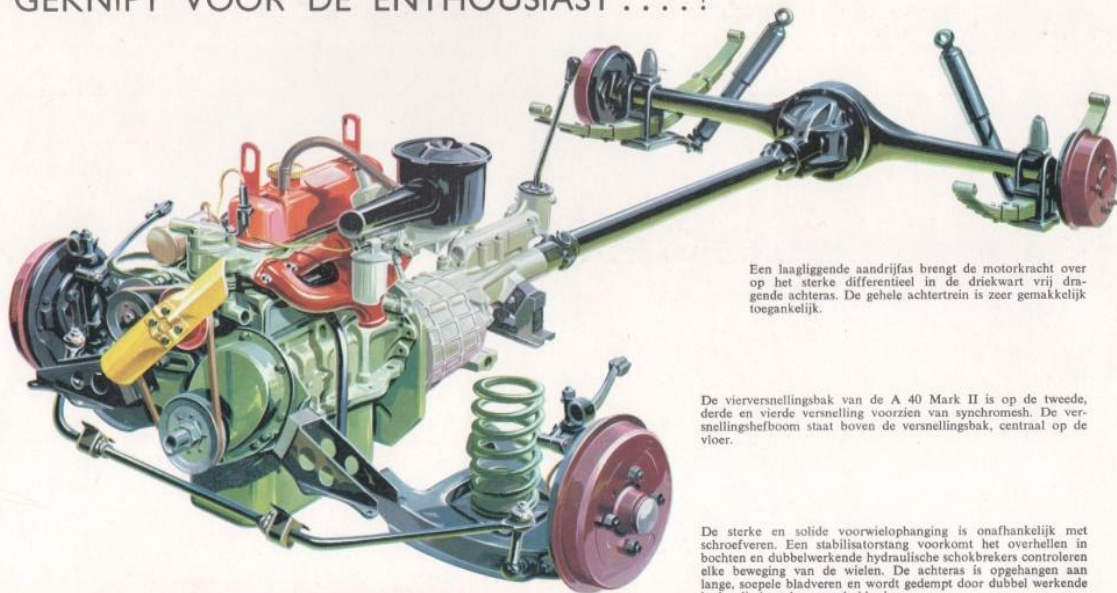 GEKNIPT VOOR DE ENTHOUSIAST . . . . !
Een laagliggende aandrijfas brengt de motorkracht over
op het sterke differentieel in de driekwart vrij dra-
gende achteras. De gehele achtertrein is zeer gemakkelijk
toegankelijk.
De vierversnellingsbak van de A 40 Mark II is op de tweede,
derde en vierde versnelling voorzien van synchromesh. De ver-
snellingshefboom staat boven de versnellingsbak, centraal op de
vloer.
De sterke en solide voorwielophanging is onafhankelijk met
schroefveren. Een stabilisatorstang voorkomt het overhellen in
bochten en dubbelwerkende hydraulische schokbrekers controleren
elke beweging van de wielen. De achteras is opgehangen aan
lange, soepele bladveren en wordt gedempt door dubbel werkende